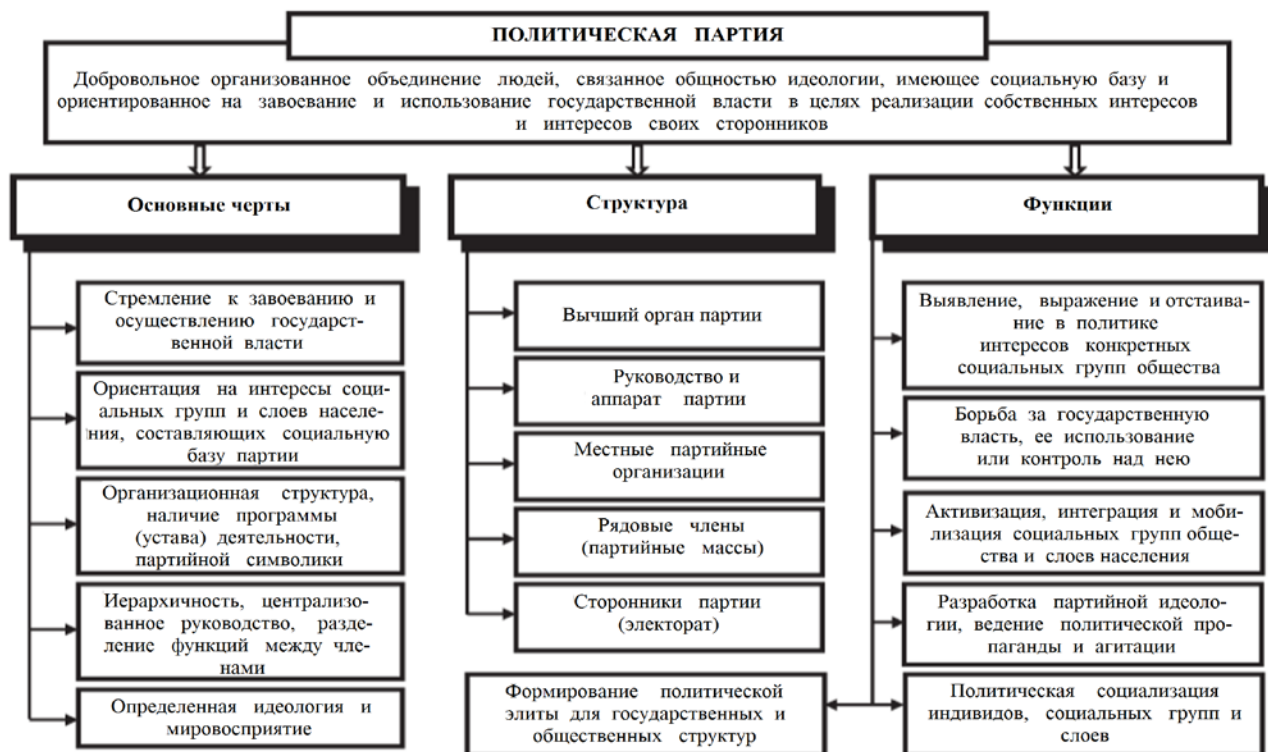 ПОЛИТИЧЕСКАЯ ПАРТИЯ
Добровольное организованное объединение людей, связанное общностью идеологии, имеющее социальную базу и
ориентированное на завоевание и использование государственной власти в целях реализации собственных интересов
и интересов своих сторонников
Основные черты
Стремление к завоеванию и
осуществлению государст-
венной власти
Ориентация на интересы соци-
альных групп и слоев населе-
ния, составляющих социальную
базу партии
Организационная структура,
наличие программы
(устава) деятельности,
партийной символики
Иерархичность, централизо-
ванное руководство, разде-
ление функций между чле-
нами
Определенная идеология и
мировосприятие
Структура
Вычший орган партии
Руководство и
аппарат партии
Местные партийные
организации
Рядовые члены
(партийные массы)
Сторонники партии
(электорат)
Функции
Выявление, выражение и отстаива-
ние в политике
интересов конкретных
социальных групп общества
Борьба за государственную
власть, ее использование
или контроль над нею
Активизация, интеграция и моби-
лизация социальных групп обще-
ства и слоев населения
Разработка партийной идеоло-
гии, ведение политической про-
паганды и агитации
Политическая социализация
индивидов, социальных групп и
слоев
Формирование политической
элиты для государственных и
общественных структур